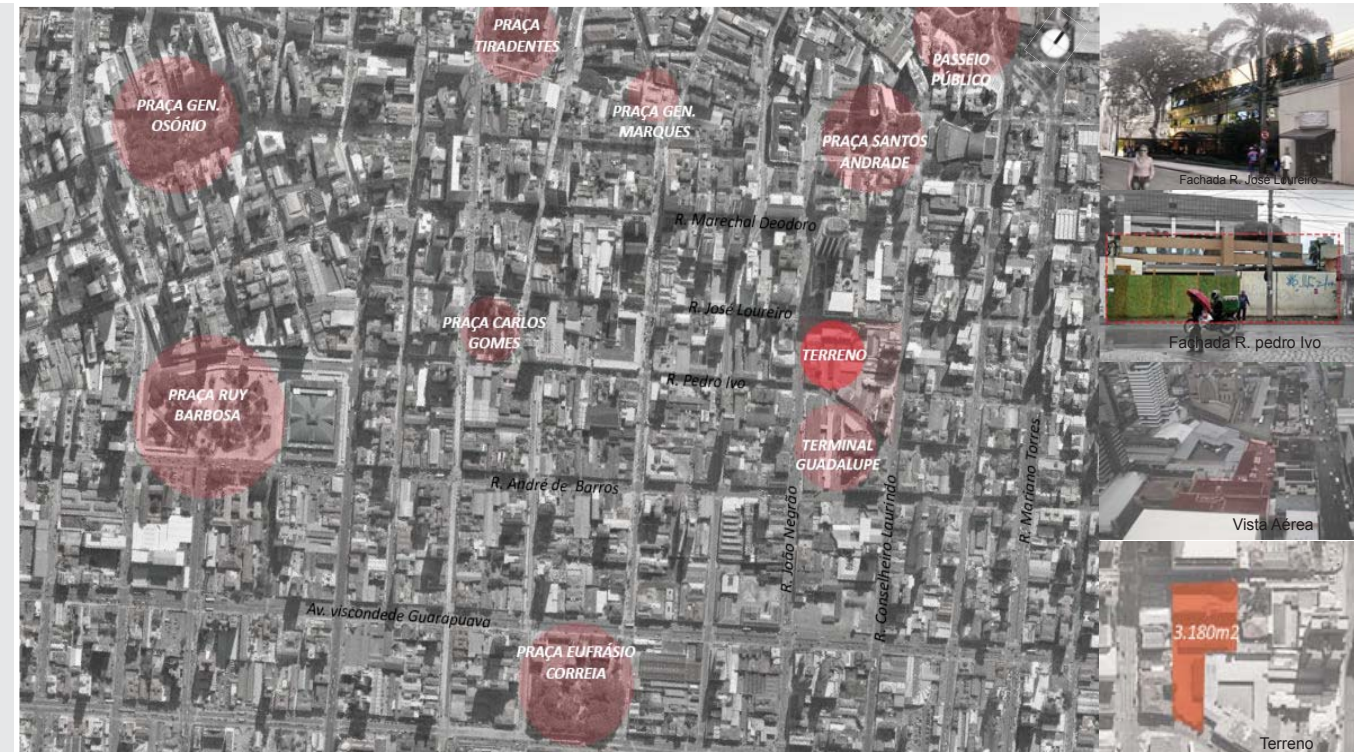 PRAÇA
TIRADENTES
PASSEIO
PÚBLICO
PRAÇA GEN.
OSÓRIO
PRAÇA GEN.
MARQUES
PRAÇA SANTOS
ANDRADE
R. Marechal Deodoro
R. José Loureiro
PRAÇA CARLOS
GOMES
TERRENO
R. Pedro Ivo
PRAÇA RUY
BARBOSA
TERMINAL
GUADALUPE
R. André de Barros
R. João Negrão
R. Conselheiro Laurindo
R. Mariano Torres
Av. viscondede Guarapuava
PRAÇA EUFRÁSIO
CORREIA
Fachada R. José Loureiro
Fachada R. pedro Ivo
Vista Aérea
3.180m2
Terreno